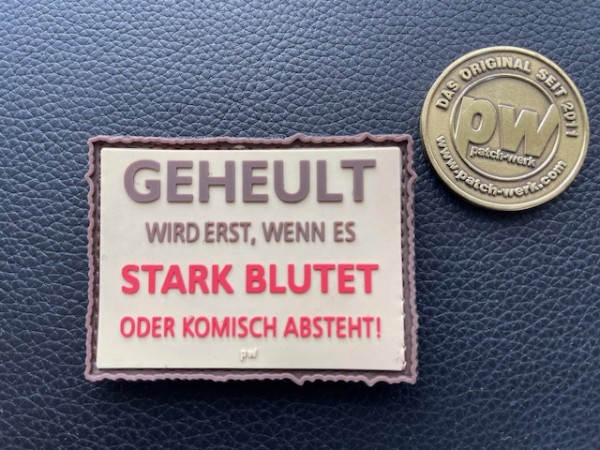 GEHEULT
WIRD ERST, WENN ES
STARK BLUTET
ODER KOMISCH ABSTEHT!
pw
DAS ORIGINAL SEIT 2011
pw
patch-werk
www.patch-werk.com